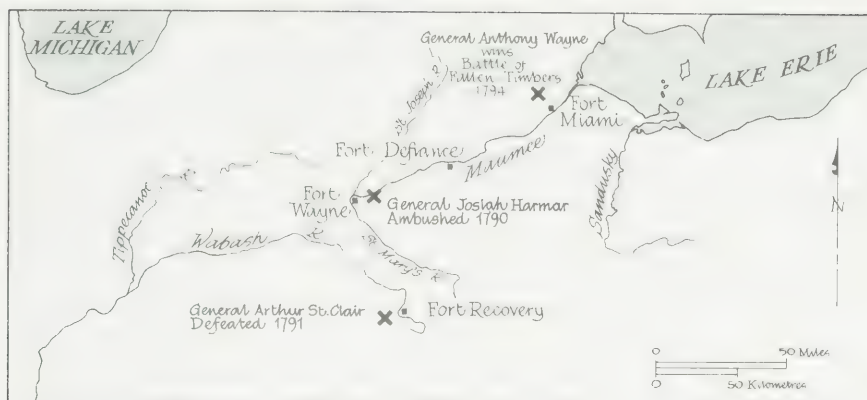 LAKE
MICHIGAN
General Anthony Wayne
wins
Battle of
Fallen Timbers
1794
LAKE ERIE
St. Joseph R
Fort
Miami
Fort Defiance
Maumee
Sandusky
Tippecanoe
Fort
Wayne
General Josiah Harmar
Ambushed 1790
N
Wabash
R.
St. Mary's R
General Arthur St. Clair
Defeated 1791
Fort Recovery
0
50 Miles
0
50 Kilometres